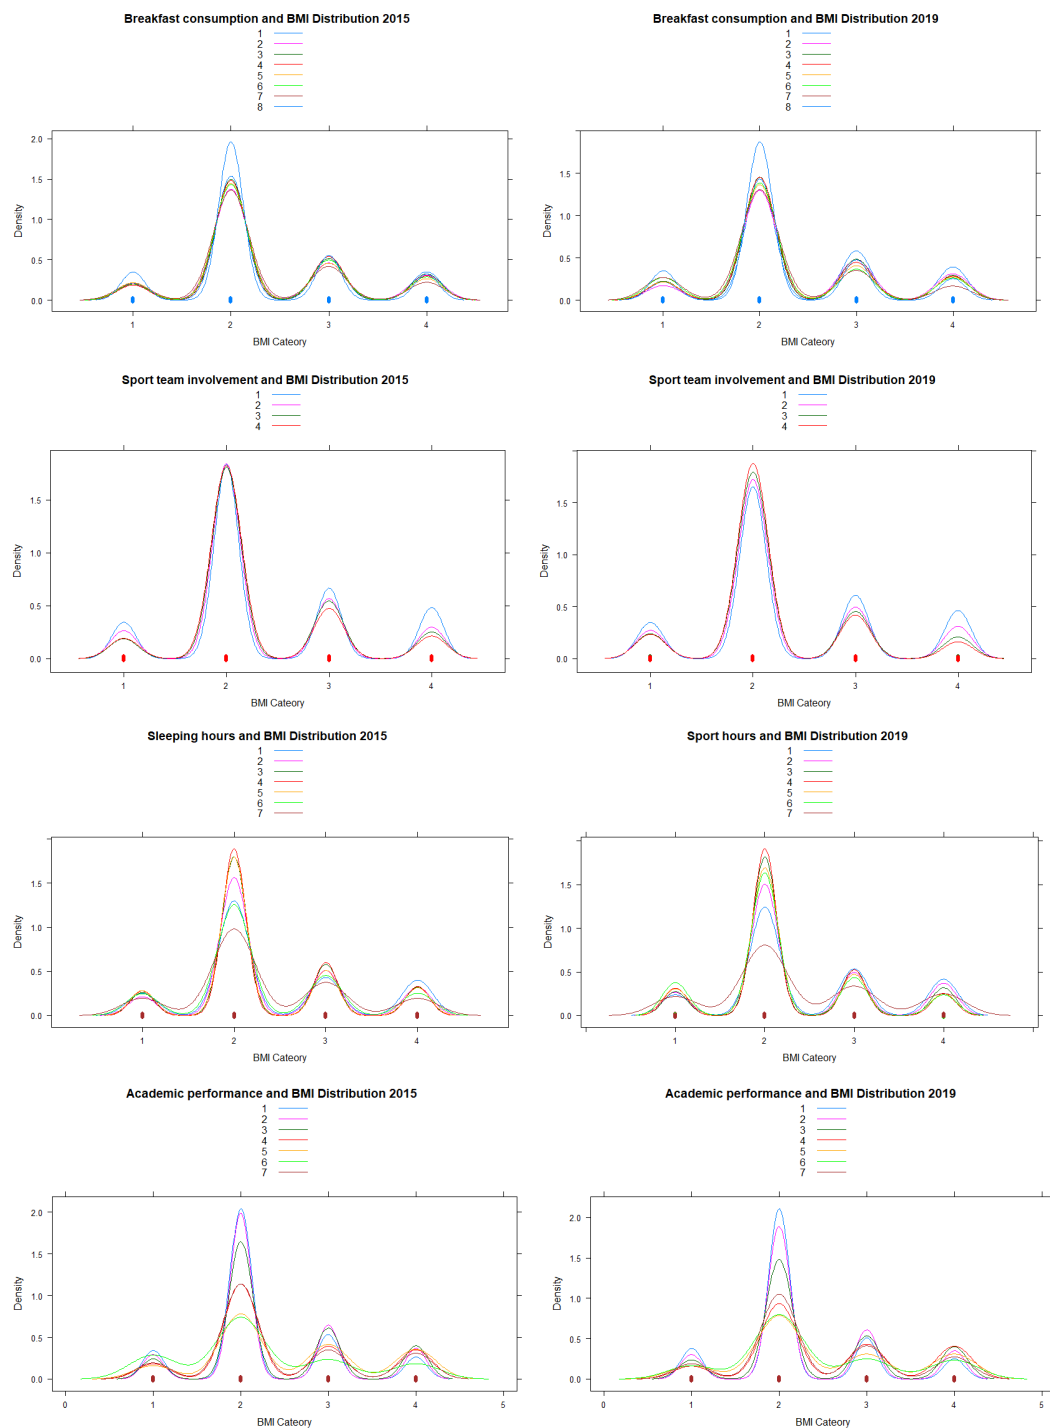 Breakfast consumption and BMI Distribution 2015
1
2
3
4
5
6
7
8
2.0
1.5
1.0
0.5
0.0
Density
1 2 3 4
BMI Cateory
Breakfast consumption and BMI Distribution 2019
1
2
3
4
5
6
7
8
1.5
1.0
0.5
0.0
Density
1 2 3 4
BMI Cateory
Sport team involvement and BMI Distribution 2015
1
2
3
4
1.5
1.0
0.5
0.0
Density
1 2 3 4
BMI Cateory
Sport team involvement and BMI Distribution 2019
1
2
3
4
1.5
1.0
0.5
0.0
Density
1 2 3 4
BMI Cateory
Sleeping hours and BMI Distribution 2015
1
2
3
4
5
6
7
1.5
1.0
0.5
0.0
Density
1 2 3 4
BMI Cateory
Sport hours and BMI Distribution 2019
1
2
3
4
5
6
7
1.5
1.0
0.5
0.0
Density
1 2 3 4
BMI Cateory
Academic performance and BMI Distribution 2015
1
2
3
4
5
6
7
2.0
1.5
1.0
0.5
0.0
Density
0 1 2 3 4 5
BMI Cateory
Academic performance and BMI Distribution 2019
1
2
3
4
5
6
7
2.0
1.5
1.0
0.5
0.0
Density
0 1 2 3 4 5
BMI Cateory